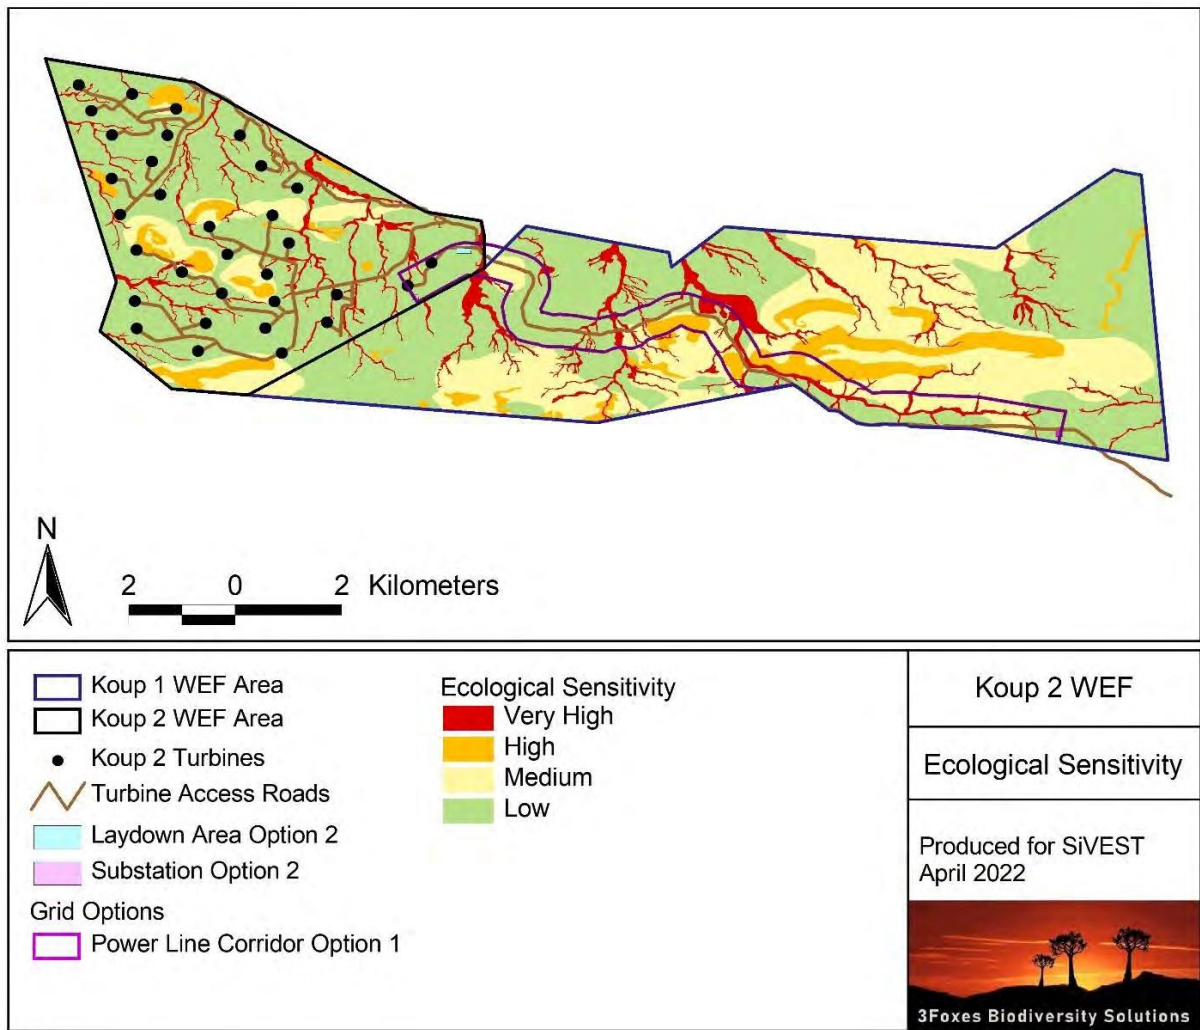 N
2 0 2 Kilometers
Koup 1 WEF Area
Koup 2 WEF Area
Koup 2 Turbines
Turbine Access Roads
Laydown Area Option 2
Substation Option 2
Grid Options
Power Line Corridor Option 1
Ecological Sensitivity
Very High
High
Medium
Low
Koup 2 WEF
Ecological Sensitivity
Produced for SiVEST
April 2022
3Foxes Biodiversity Solutions